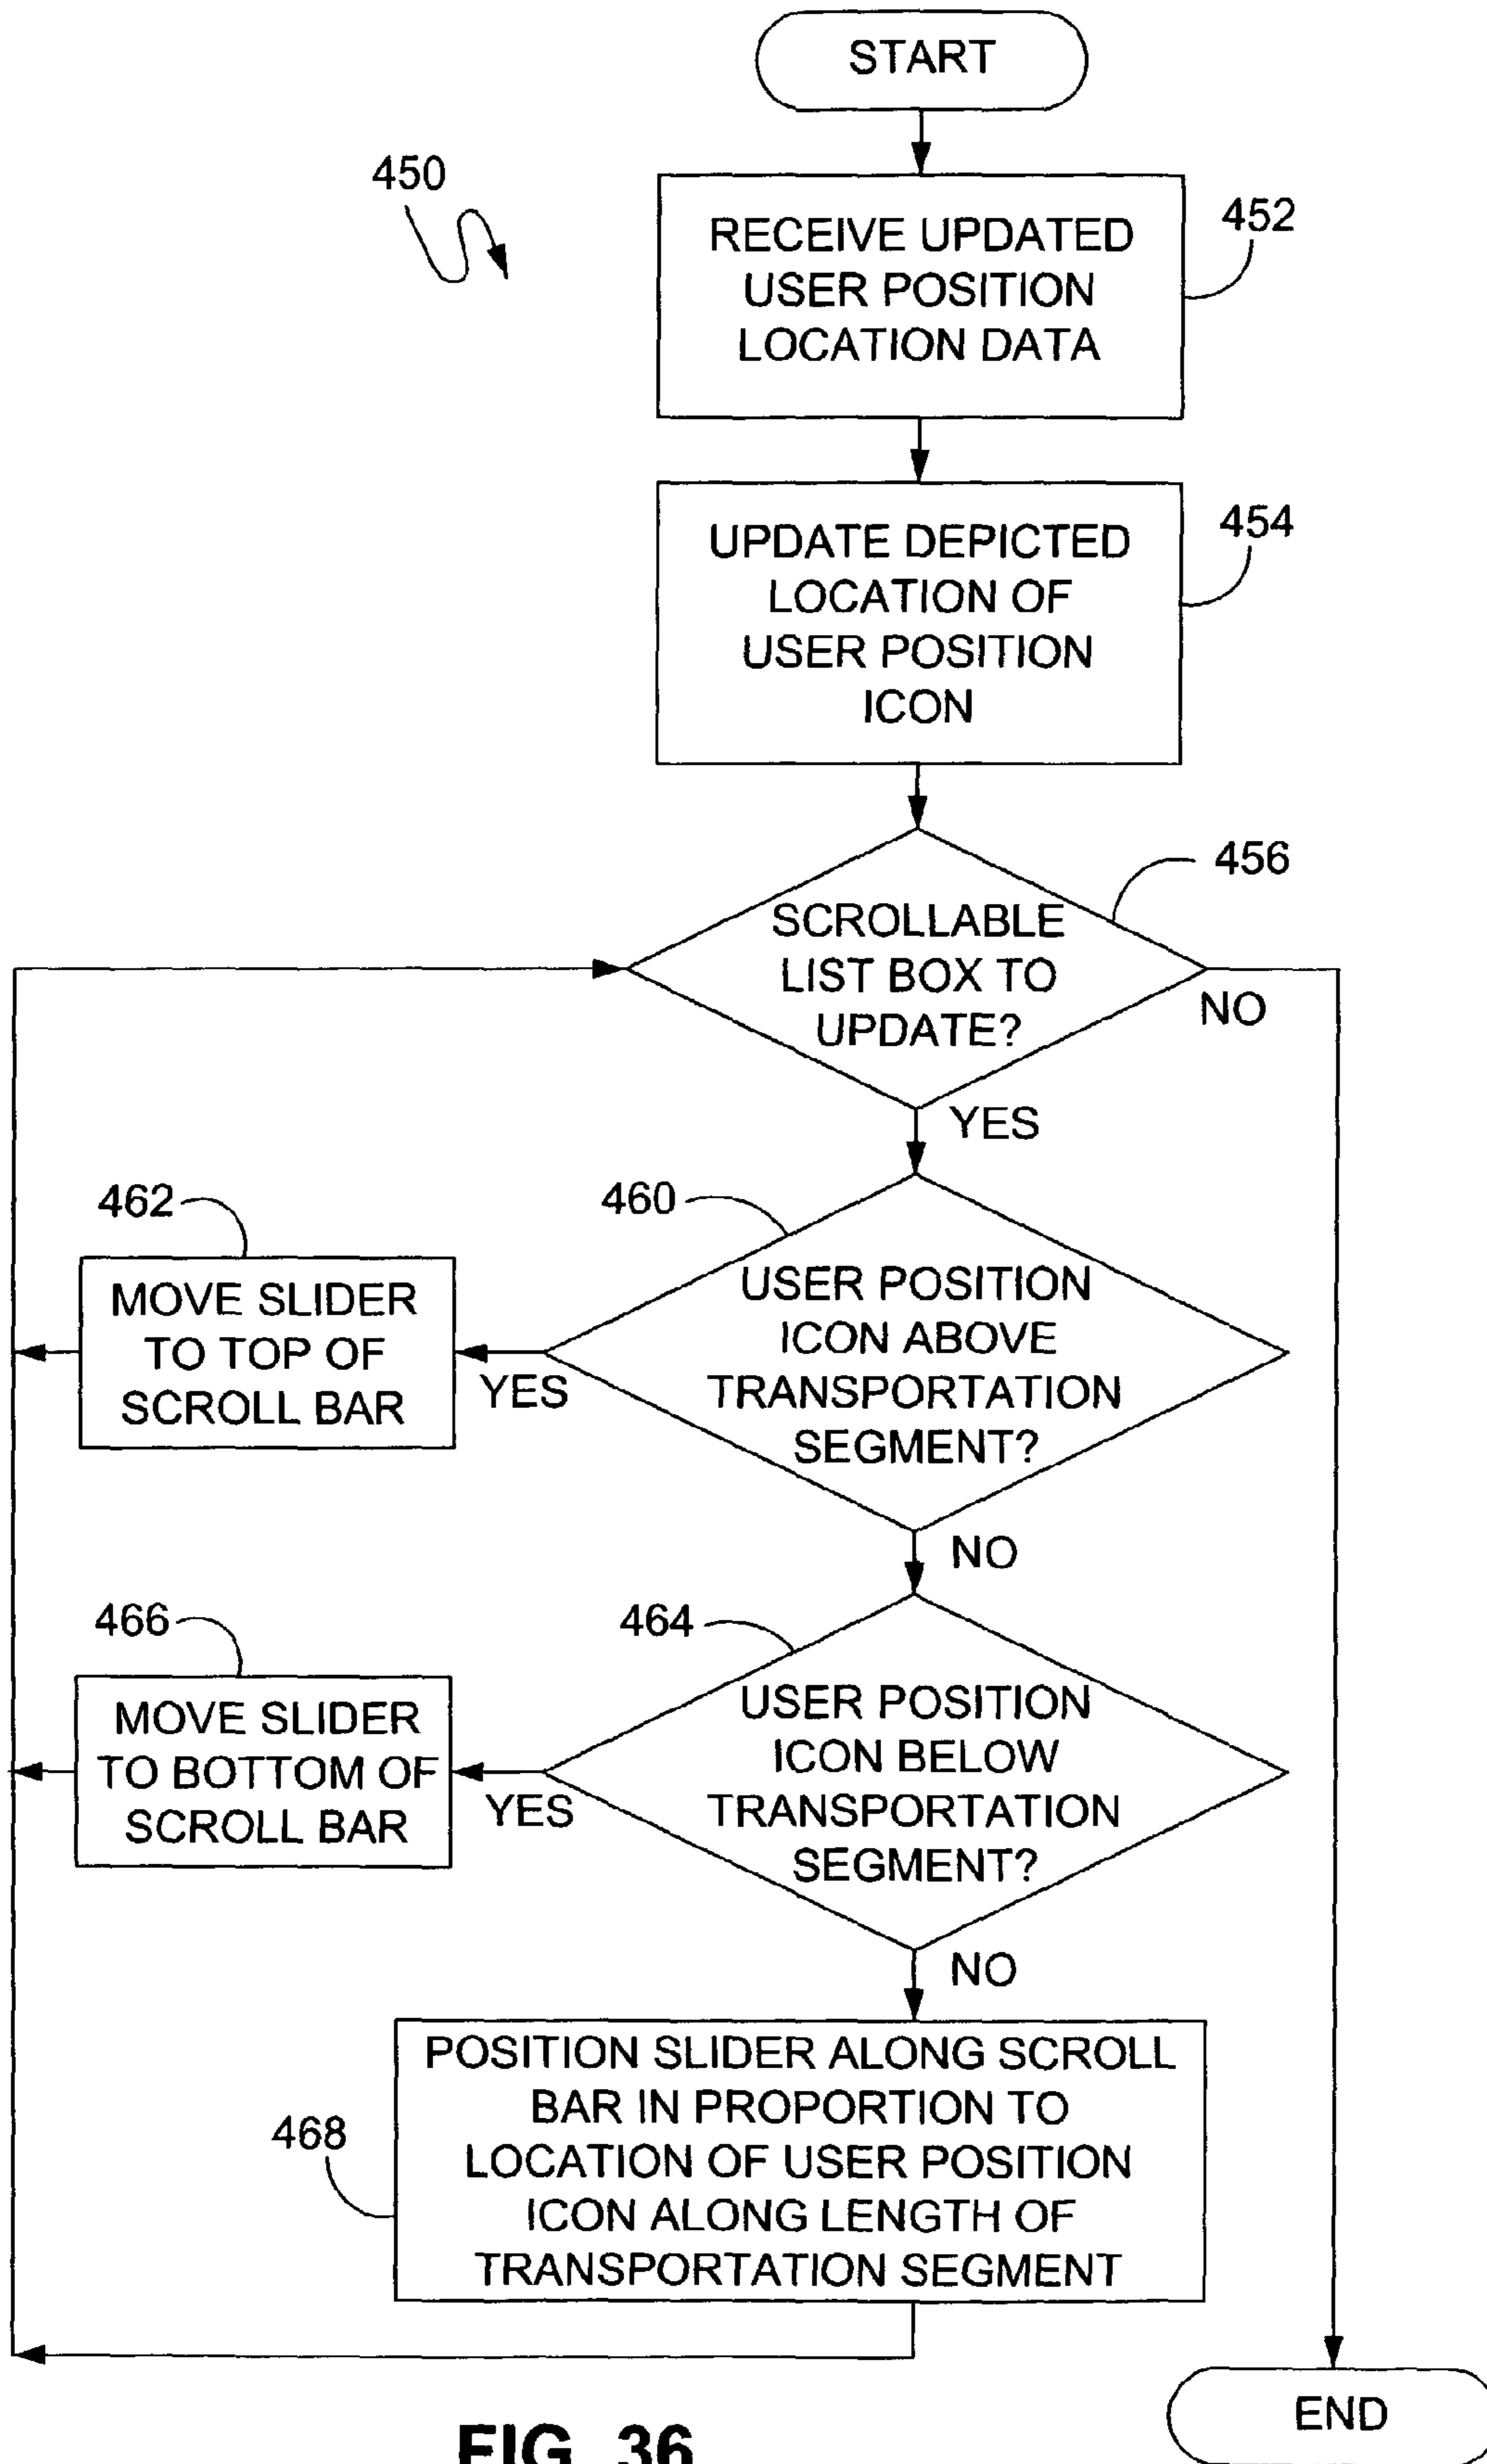 START
450
RECEIVE UPDATED
USER POSITION
LOCATION DATA
452
UPDATE DEPICTED
LOCATION OF
USER POSITION
ICON
454
SCROLLABLE
LIST BOX TO
UPDATE?
456
NO
YES
462
MOVE SLIDER
TO TOP OF
SCROLL BAR
YES
460
USER POSITION
ICON ABOVE
TRANSPORTATION
SEGMENT?
NO
466
MOVE SLIDER
TO BOTTOM OF
SCROLL BAR
YES
464
USER POSITION
ICON BELOW
TRANSPORTATION
SEGMENT?
NO
468
POSITION SLIDER ALONG SCROLL
BAR IN PROPORTION TO
LOCATION OF USER POSITION
ICON ALONG LENGTH OF
TRANSPORTATION SEGMENT
END
FIG. 36